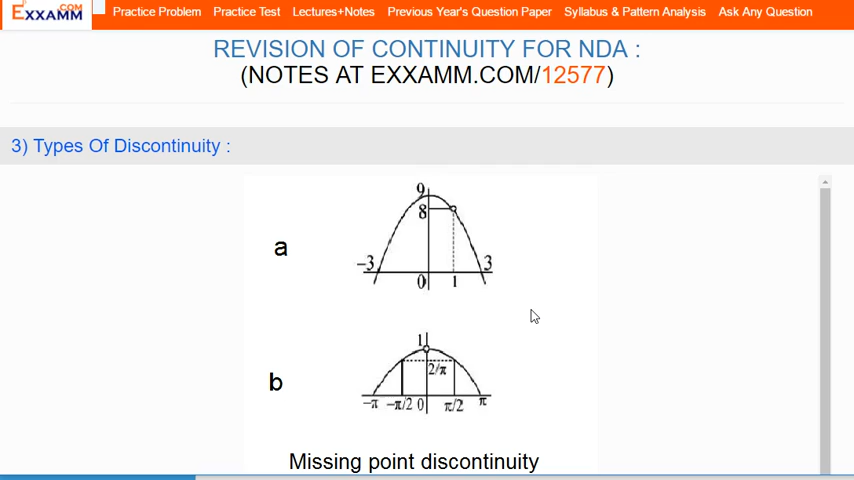 EXXAMM.COM
Practice Problem Practice Test Lectures+Notes Previous Year's Question Paper Syllabus & Pattern Analysis Ask Any Question
REVISION OF CONTINUITY FOR NDA :
(NOTES AT EXXAMM.COM/12577)
3) Types Of Discontinuity :
9
8
a
-3 3
0 1
1
2/π
b
-π -π/2 0 π/2 π
Missing point discontinuity